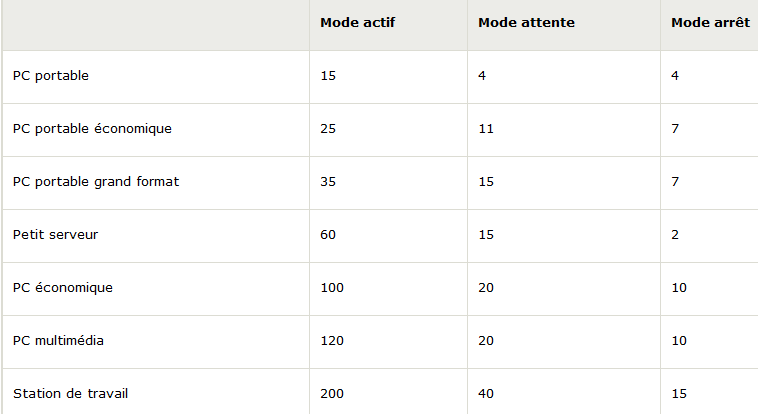 Mode actif Mode attente Mode arrêt
PC portable 15 4 4
PC portable économique 25 11 7
PC portable grand format 35 15 7
Petit serveur 60 15 2
PC économique 100 20 10
PC multimédia 120 20 10
Station de travail 200 40 15